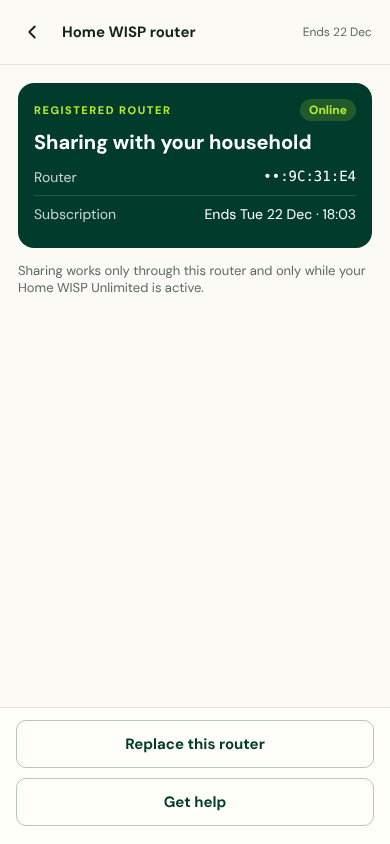 Home WISP router
Ends 22 Dec
REGISTERED ROUTER
Online
Sharing with your household
Router
••:9C:31:E4
Subscription
Ends Tue 22 Dec · 18:03
Sharing works only through this router and only while your
Home WISP Unlimited is active.
Replace this router
Get help